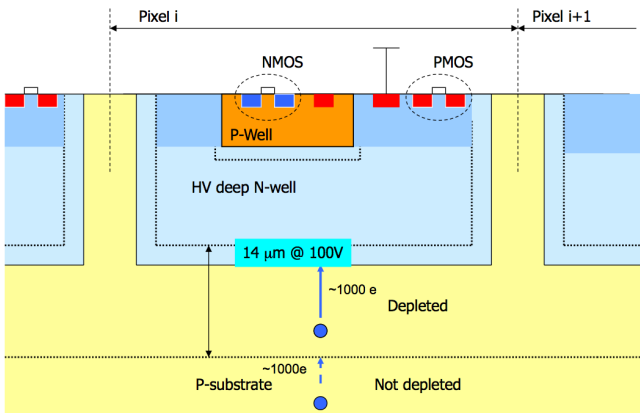 Pixel i
Pixel i+1
NMOS
PMOS
P-Well
HV deep N-well
14 μm @ 100V
~1000 e
Depleted
~1000e
P-substrate
Not depleted